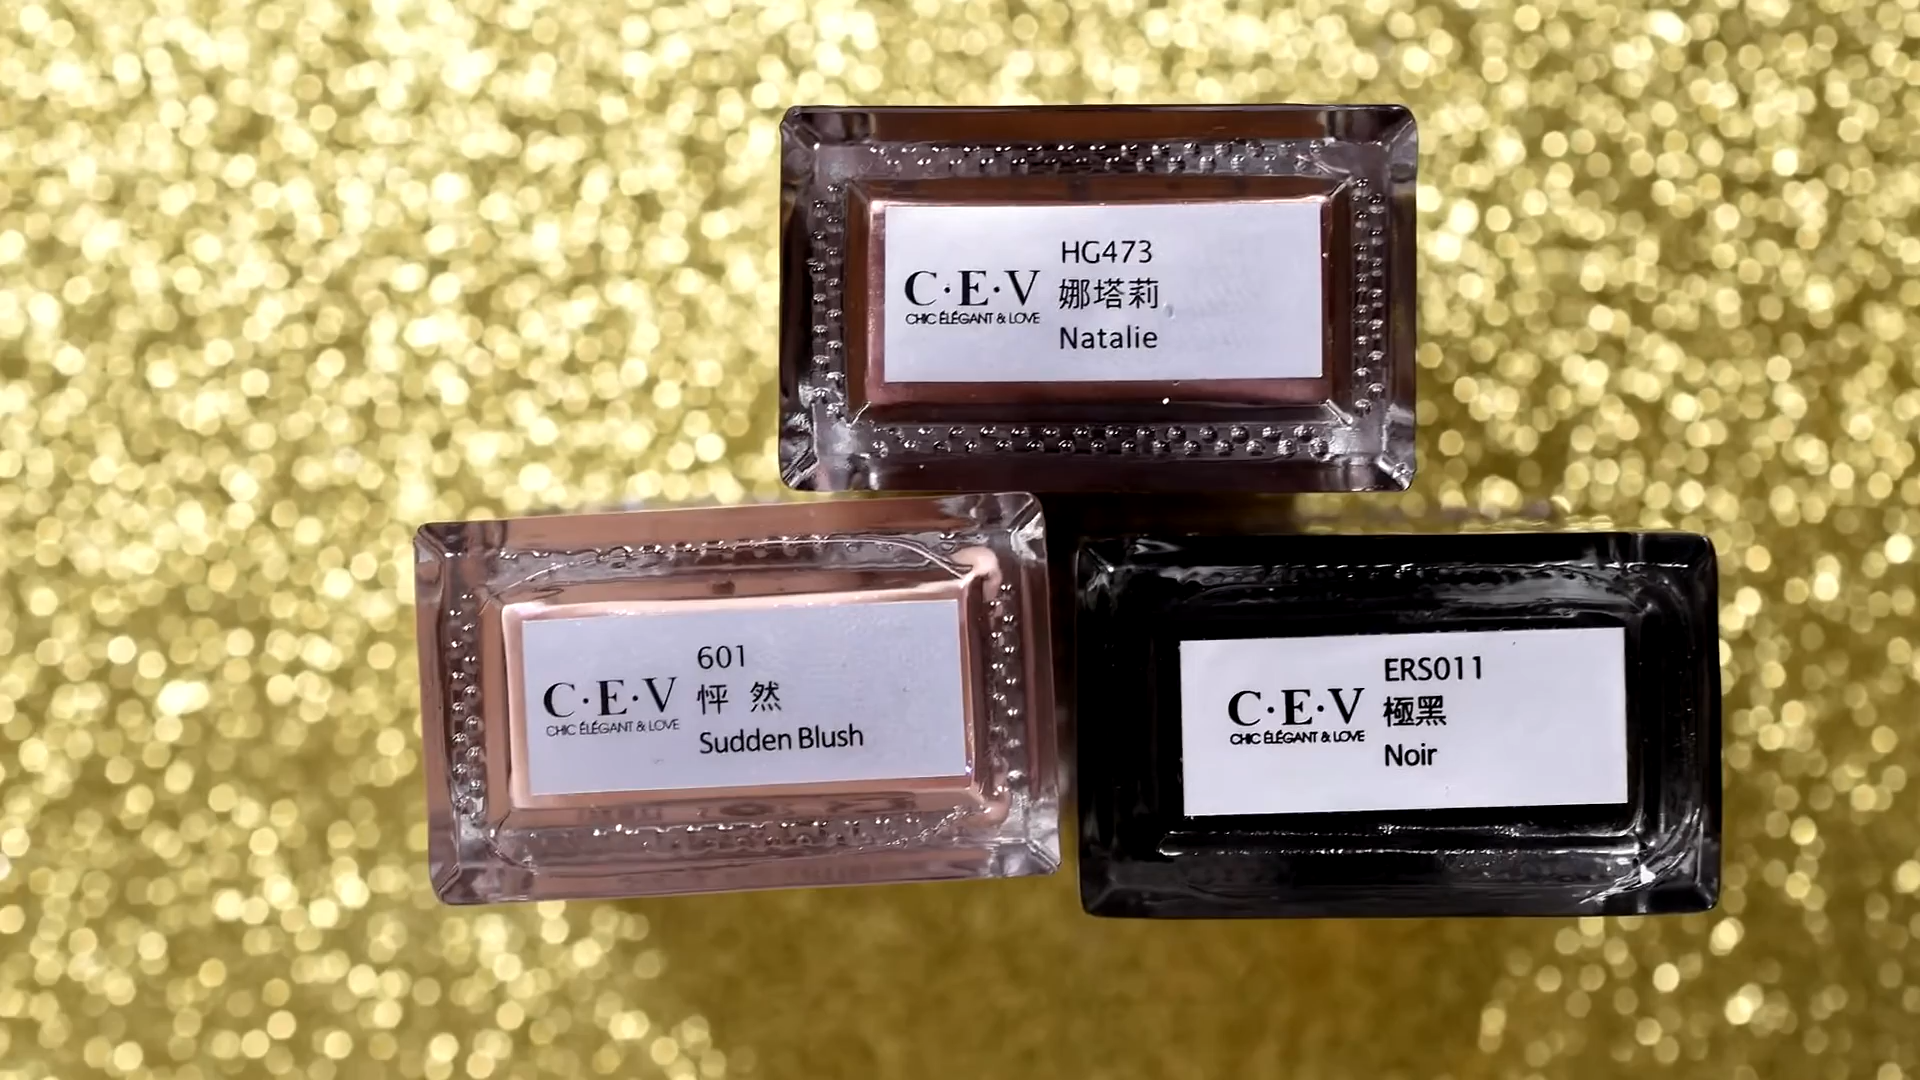 C·E·V
CHIC ÉLÉGANT & LOVE
HG473
娜塔莉
Natalie
C·E·V
CHIC ÉLÉGANT & LOVE
601
怦 然
Sudden Blush
C·E·V
CHIC ÉLÉGANT & LOVE
ERS011
極黑
Noir